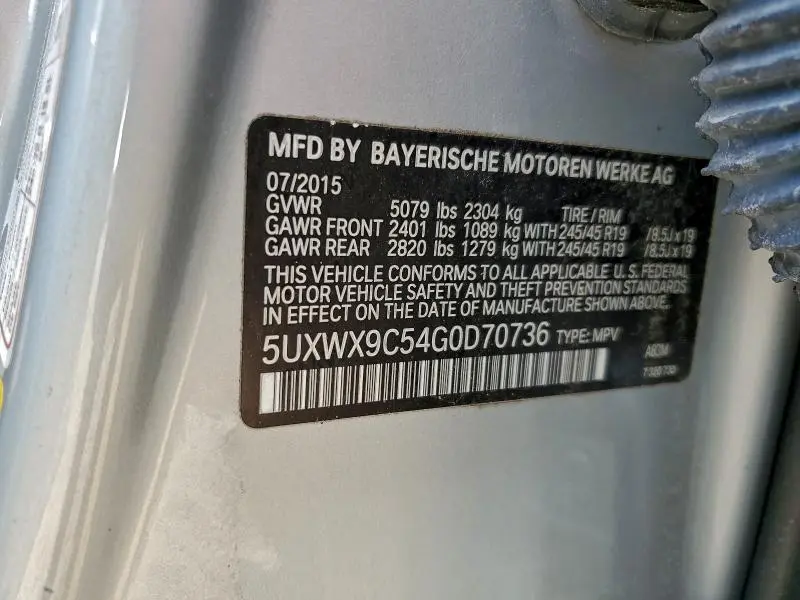 MFD BY BAYERISCHE MOTOREN WERKE AG
07/2015
GVWR 5079 lbs 2304 kg TIRE / RIM
GAWR FRONT 2401 lbs 1089 kg WITH 245/45 R19 /8.5J x 19
GAWR REAR 2820 lbs 1279 kg WITH 245/45 R19 /8.5J x 19
THIS VEHICLE CONFORMS TO ALL APPLICABLE U. S. FEDERAL
MOTOR VEHICLE SAFETY AND THEFT PREVENTION STANDARDS
IN EFFECT ON THE DATE OF MANUFACTURE SHOWN ABOVE.
5UXWX9C54G0D70736 TYPE: MPV